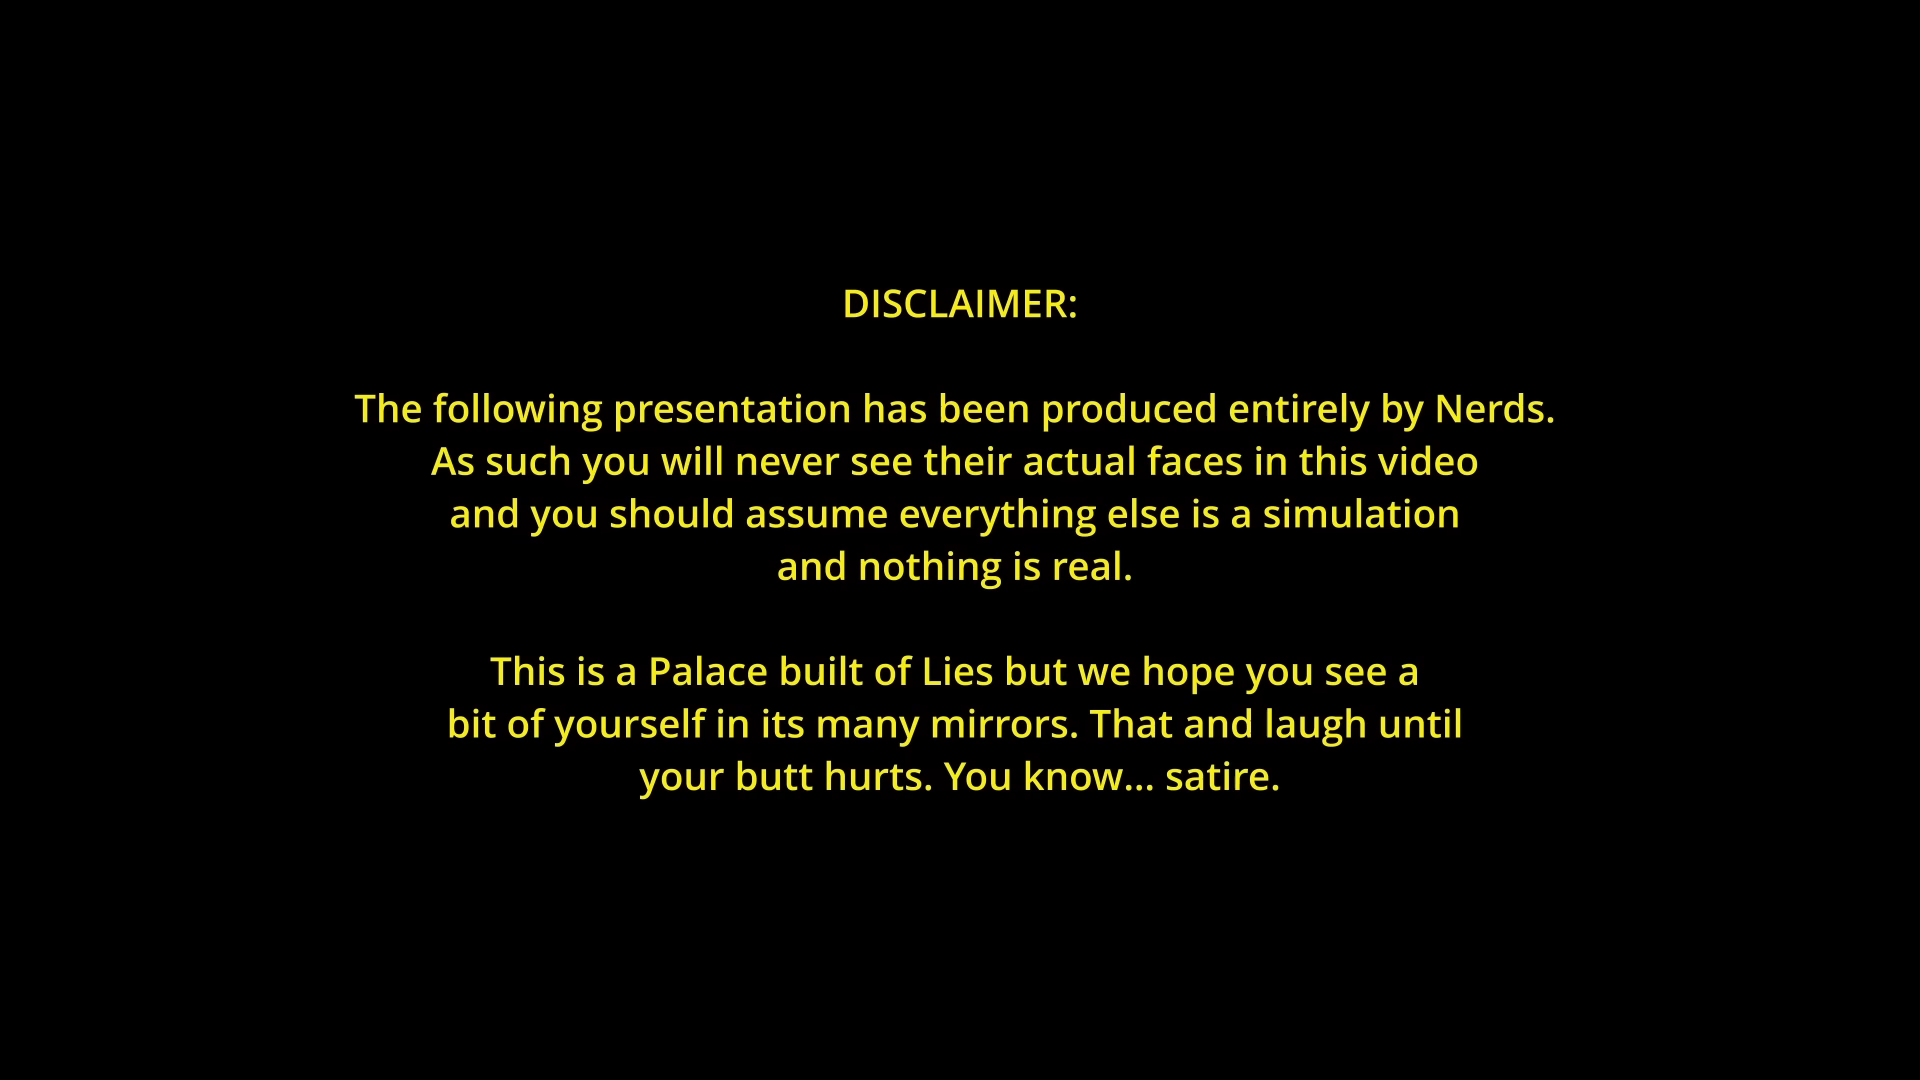 DISCLAIMER:
The following presentation has been produced entirely by Nerds.
As such you will never see their actual faces in this video
and you should assume everything else is a simulation
and nothing is real.
This is a Palace built of Lies but we hope you see a
bit of yourself in its many mirrors. That and laugh until
your butt hurts. You know... satire.